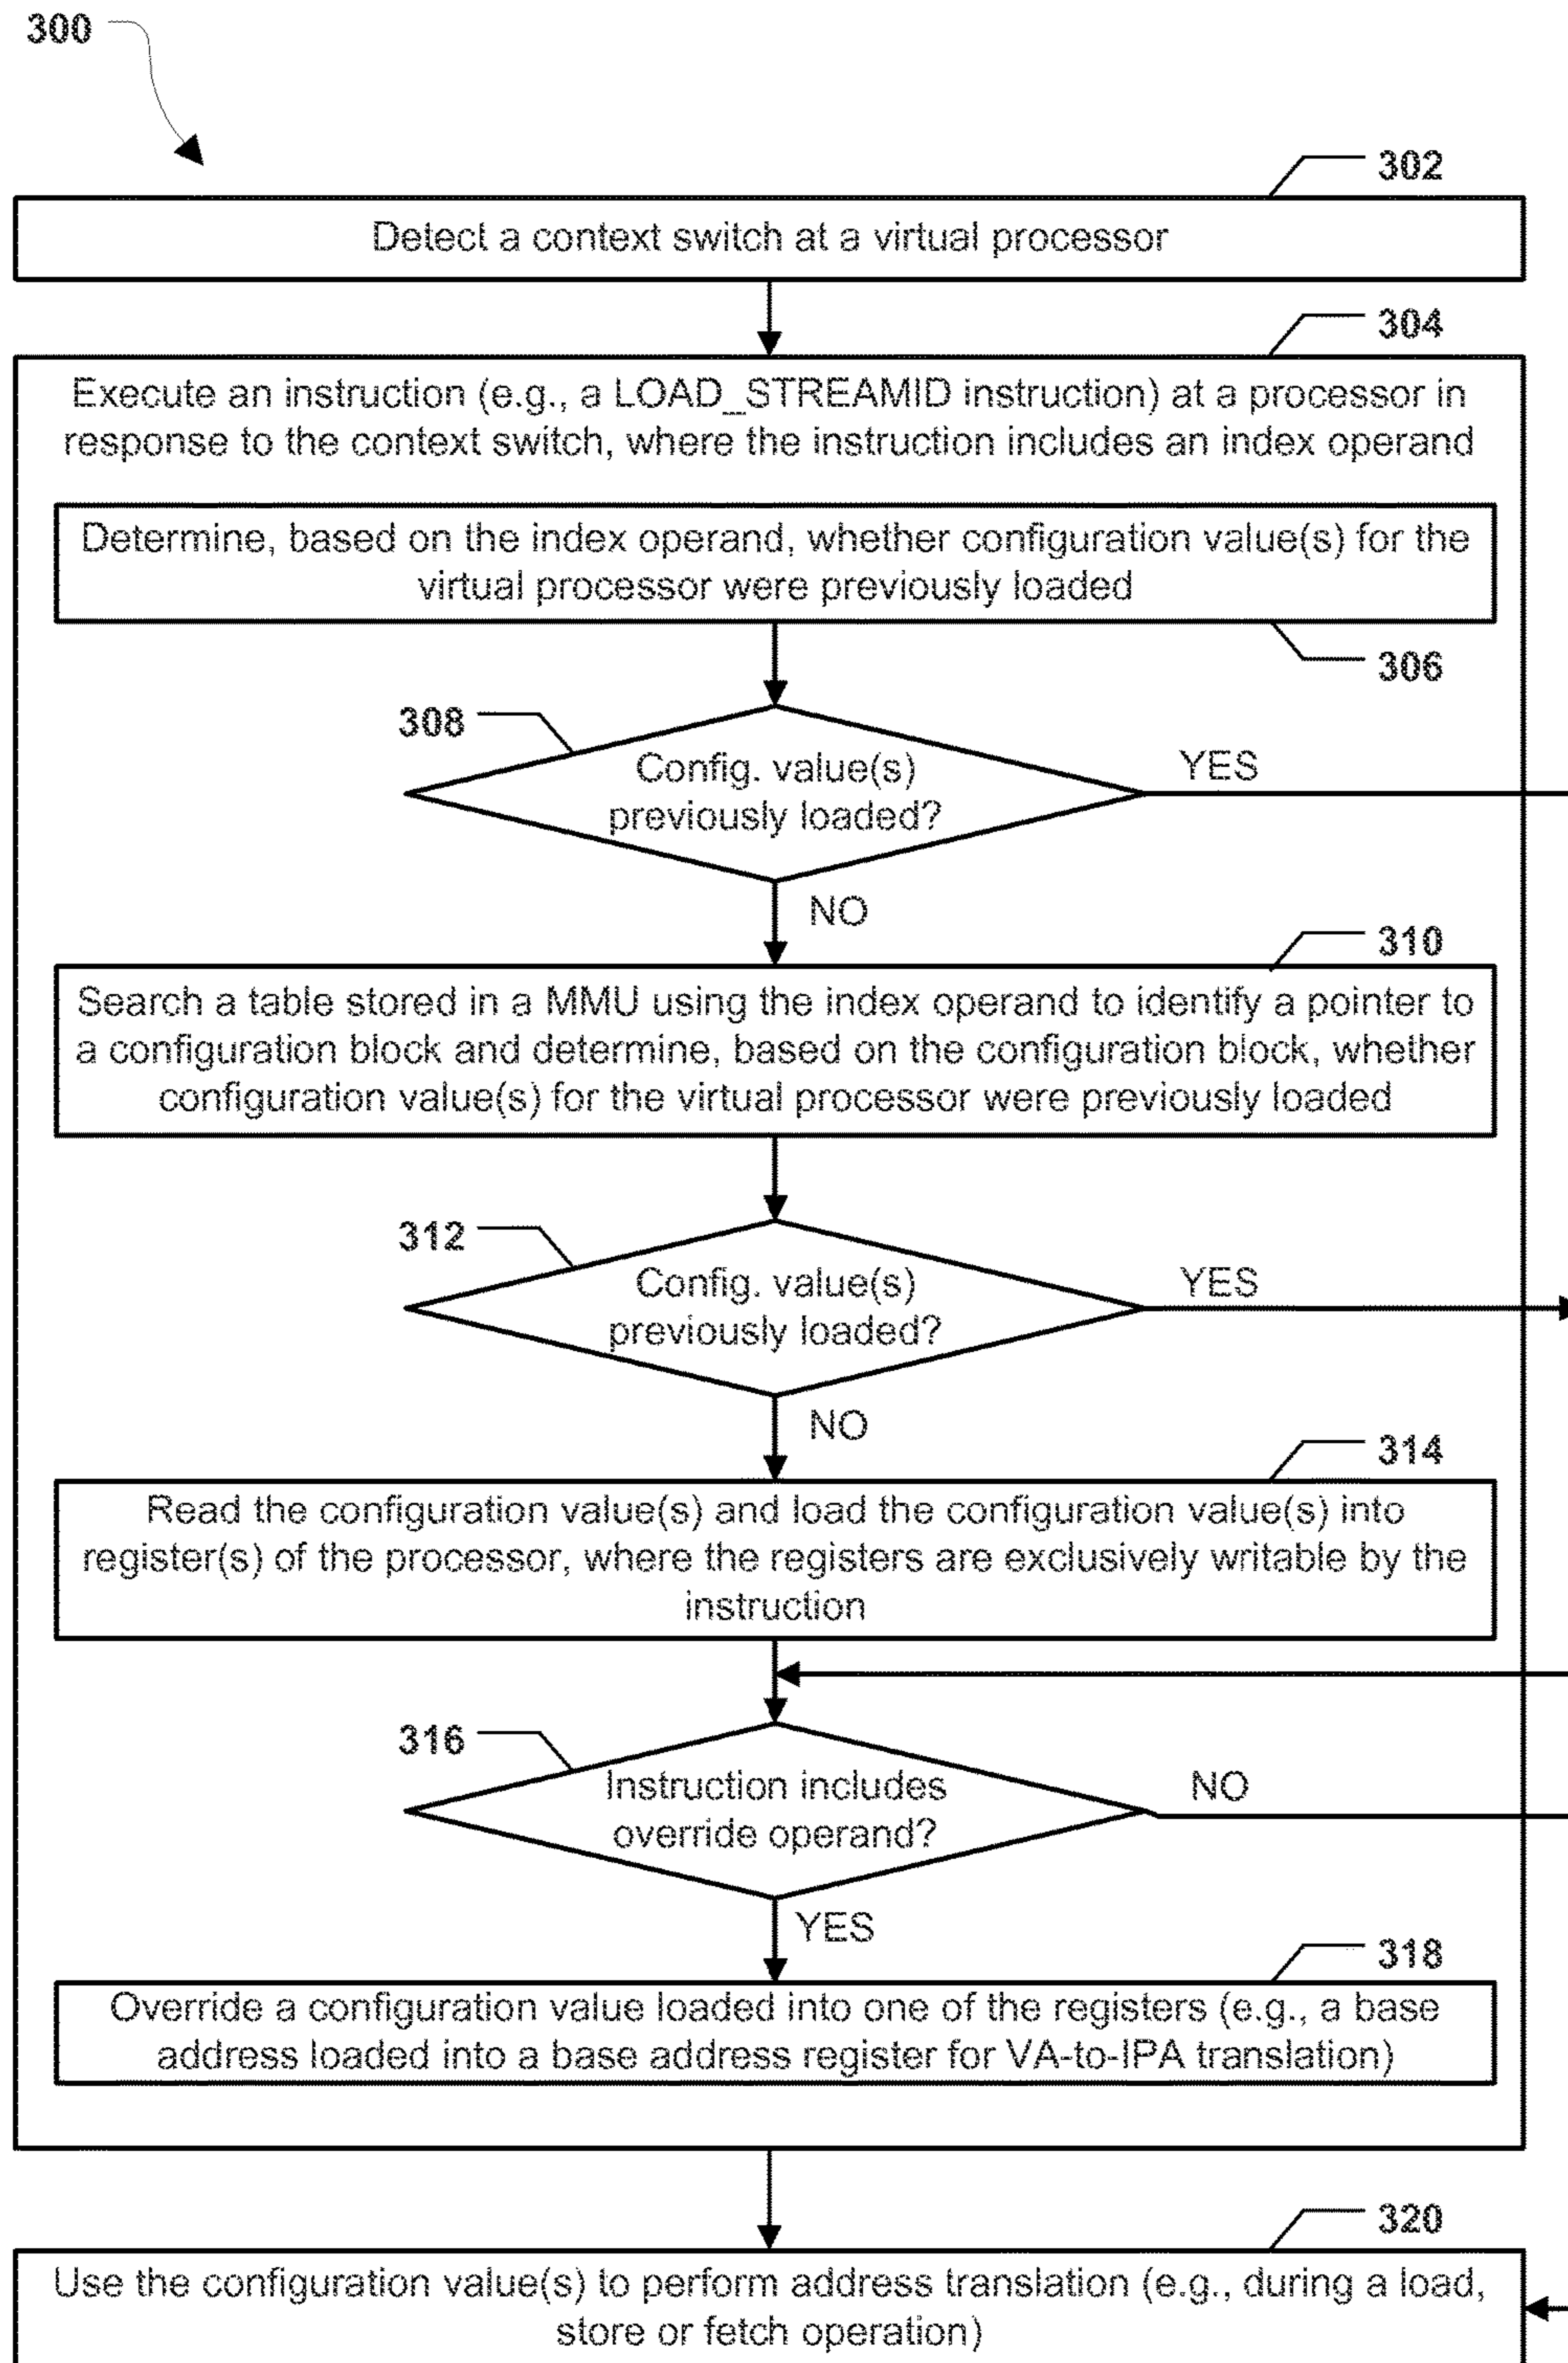 300
302
Detect a context switch at a virtual processor
304
Execute an instruction (e.g., a LOAD_STREAMID instruction) at a processor in
response to the context switch, where the instruction includes an index operand
Determine, based on the index operand, whether configuration value(s) for the
virtual processor were previously loaded
306
308
Config. value(s)
previously loaded?
YES
NO
310
Search a table stored in a MMU using the index operand to identify a pointer to
a configuration block and determine, based on the configuration block, whether
configuration value(s) for the virtual processor were previously loaded
312
Config. value(s)
previously loaded?
YES
NO
314
Read the configuration value(s) and load the configuration value(s) into
register(s) of the processor, where the registers are exclusively writable by the
instruction
316
Instruction includes
override operand?
NO
YES
318
Override a configuration value loaded into one of the registers (e.g., a base
address loaded into a base address register for VA-to-IPA translation)
320
Use the configuration value(s) to perform address translation (e.g., during a load,
store or fetch operation)